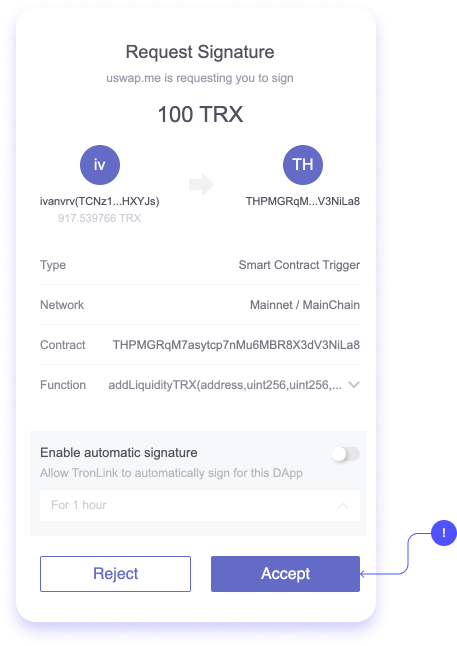 Request Signature
uswap.me is requesting you to sign
100 TRX
iv TH
ivanvrv(TCNz1...HXYJs) THPMGRqM...V3NiLa8
917.539766 TRX
Type Smart Contract Trigger
Network Mainnet / MainChain
Contract THPMGRqM7asytcp7nMu6MBR8X3dV3NiLa8
Function addLiquidityTRX(address,uint256,uint256,...
Enable automatic signature
Allow TronLink to automatically sign for this DApp
For 1 hour
!
Reject Accept